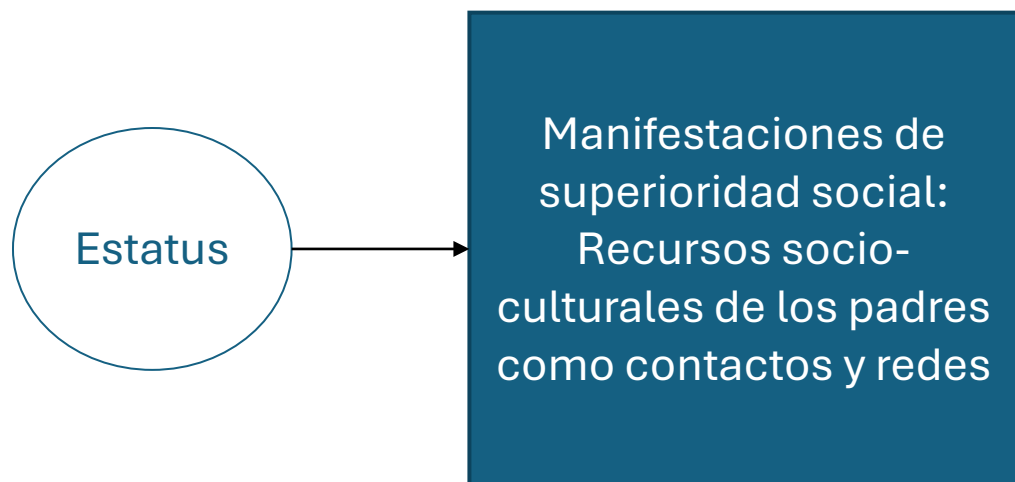 Estatus
Manifestaciones de
superioridad social:
Recursos socio-
culturales de los padres
como contactos y redes